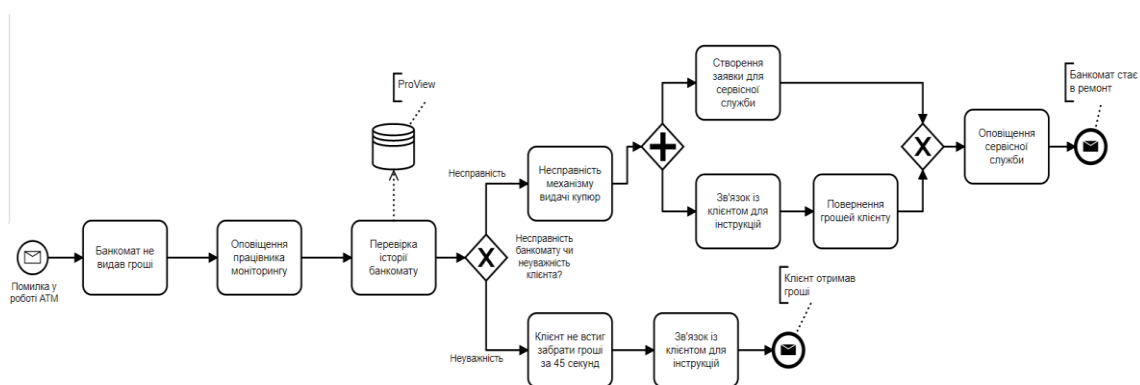 ProView
Створення
заявки для
сервісної
служби
Банкомат стає
в ремонт
Несправність
Несправність
механізму
видачі купюр
Оповіщення
сервісної
служби
Зв'язок із
клієнтом для
інструкцій
Повернення
грошей клієнту
Банкомат не
видав гроші
Оповіщення
працівника
моніторингу
Перевірка
історії
банкомату
Несправність
банкомату чи
неуважність
клієнта?
Помилка у
роботі АТМ
Клієнт отримав
гроші
Неуважність
Клієнт не встиг
забрати гроші
за 45 секунд
Зв'язок із
клієнтом для
інструкцій